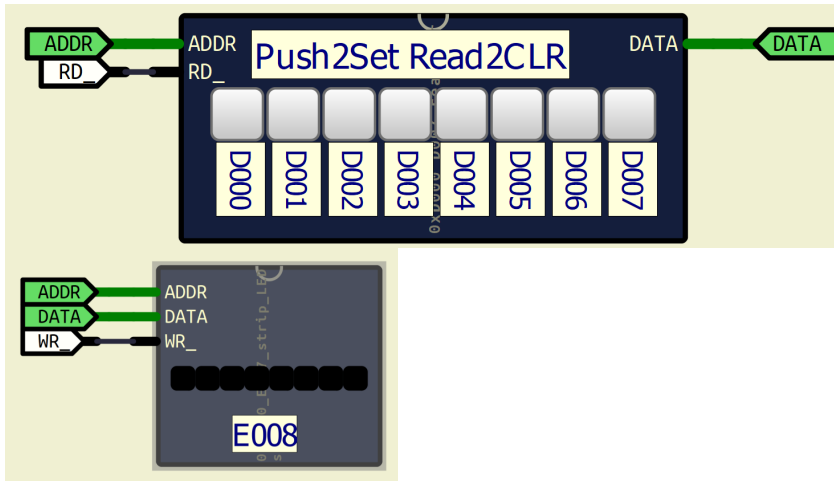 ADDR ADDR Push2Set Read2CLR DATA DATA
RD_ RD_
D000 D001 D002 D003 D004 D005 D006 D007
ADDR ADDR
DATA DATA
WR_ WR_
E008